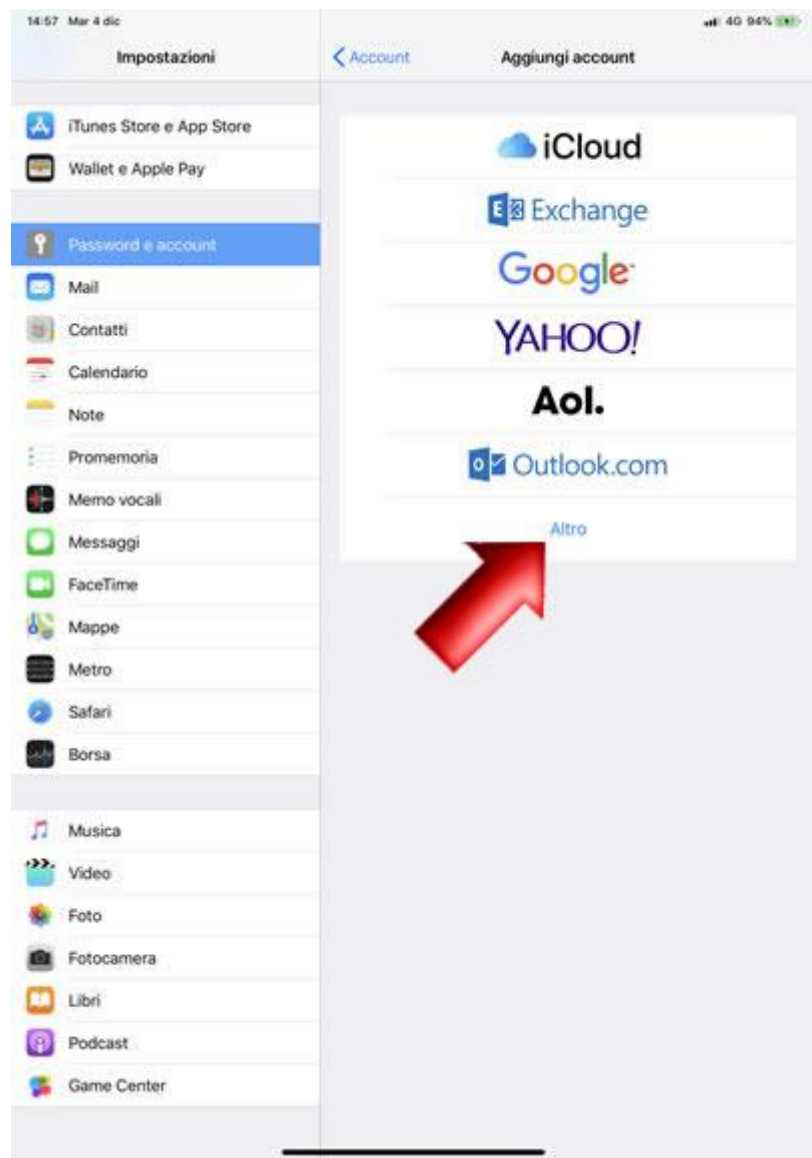 14:57 Mar 4 dic
4G 94%
Impostazioni
Account
Aggiungi account
iTunes Store e App Store
Wallet e Apple Pay
Password e account
Mail
Contatti
Calendario
Note
Promemoria
Memo vocali
Messaggi
FaceTime
Mappe
Metro
Safari
Borsa
Musica
Video
Foto
Fotocamera
Libri
Podcast
Game Center
iCloud
Exchange
Google
YAHOO!
Aol.
Outlook.com
Altro